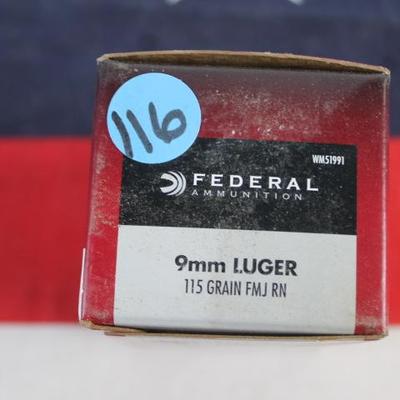 116
WM51991
FEDERAL
AMMUNITION
9mm LUGER
115 GRAIN FMJ RN